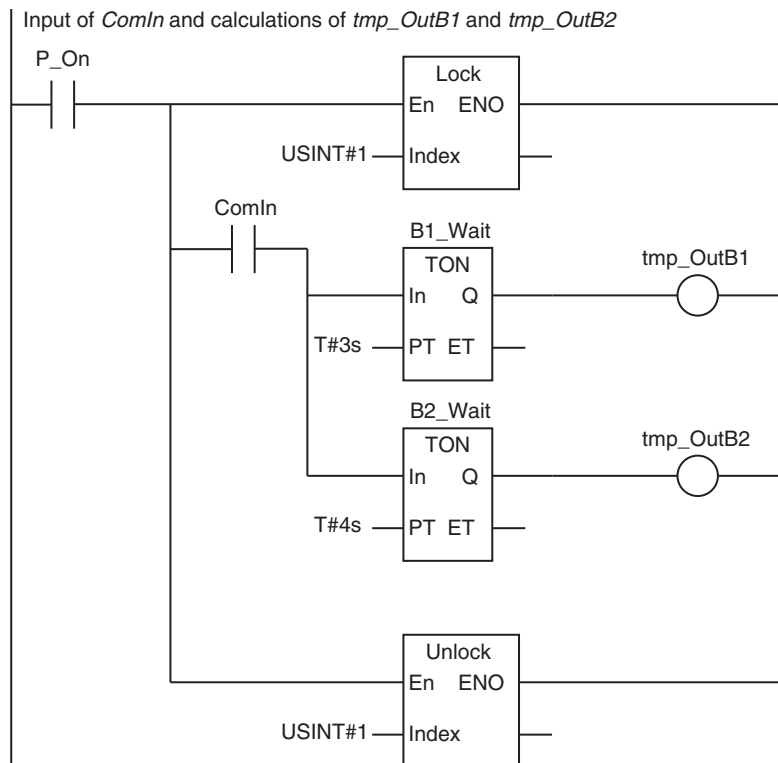 Input of ComIn and calculations of tmp_OutB1 and tmp_OutB2
P_On
Lock
En ENO
USINT#1 Index
ComIn
B1_Wait
TON
tmp_OutB1
In Q
T#3s PT ET
B2_Wait
TON
tmp_OutB2
In Q
T#4s PT ET
Unlock
En ENO
USINT#1 Index